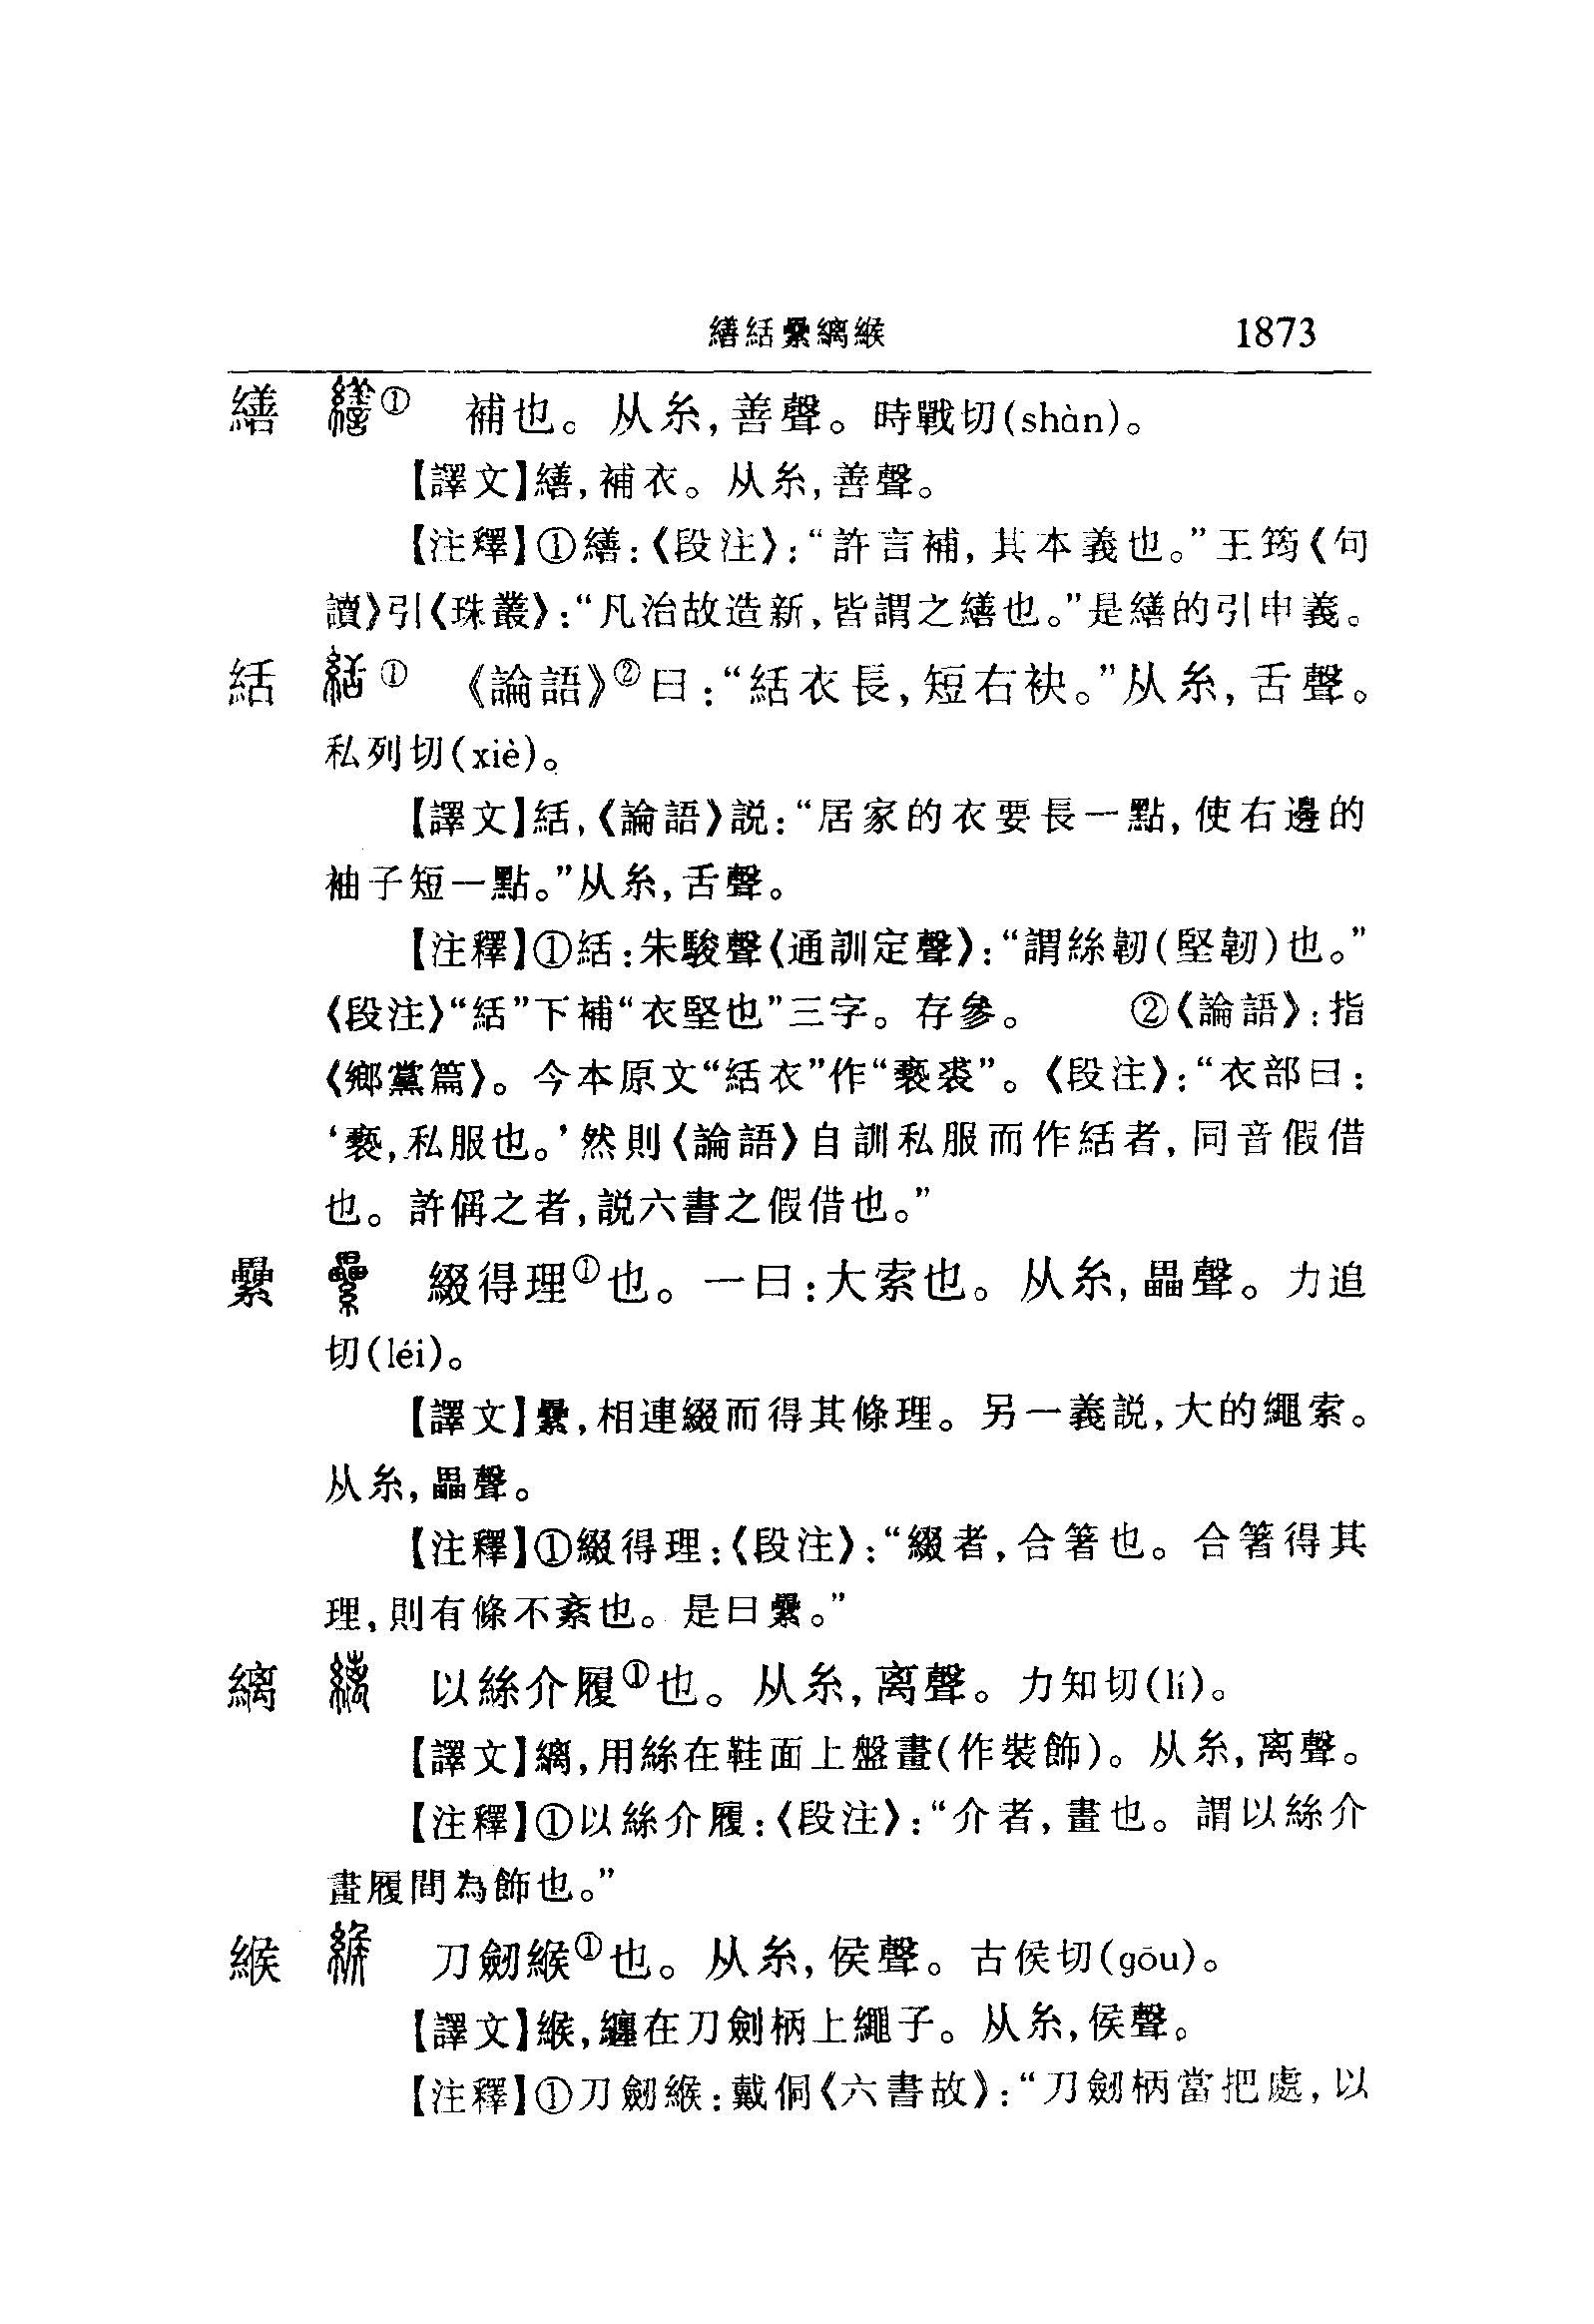 繕絬纍縭緱 1873
繕 繕① 補也。从糸，善聲。時戰切(shàn)。
【譯文】繕，補衣。从糸，善聲。
【注釋】①繕：《段注》：“許言補，其本義也。”王筠《句
讀》引《珠叢》：“凡治故造新，皆謂之繕也。”是繕的引申義。
絬 絬① 《論語》②曰：“絬衣長，短右袂。”从糸，舌聲。
私列切(xiè)。
【譯文】絬，《論語》説：“居家的衣要長一點，使右邊的
袖子短一點。”从糸，舌聲。
【注釋】①絬：朱駿聲《通訓定聲》：“謂絲韌(堅韌)也。”
《段注》“絬”下補“衣堅也”三字。存參。 ②《論語》：指
《鄉黨篇》。今本原文“絬衣”作“褻裘”。《段注》：“衣部曰：
‘褻，私服也。’然則《論語》自訓私服而作絬者，同音假借
也。許偁之者，説六書之假借也。”
纍 纍 綴得理①也。一曰：大索也。从糸，畾聲。力追
切(léi)。
【譯文】纍，相連綴而得其條理。另一義説，大的繩索。
从糸，畾聲。
【注釋】①綴得理：《段注》：“綴者，合箸也。合箸得其
理，則有條不紊也。是曰纍。”
縭 縭 以絲介履①也。从糸，离聲。力知切(lí)。
【譯文】縭，用絲在鞋面上盤畫(作裝飾)。从糸，离聲。
【注釋】①以絲介履：《段注》：“介者，畫也。謂以絲介
畫履間為飾也。”
緱 緱 刀劒緱①也。从糸，侯聲。古侯切(gōu)。
【譯文】緱，纏在刀劍柄上繩子。从糸，侯聲。
【注釋】①刀劒緱：戴侗《六書故》：“刀劒柄當把處，以